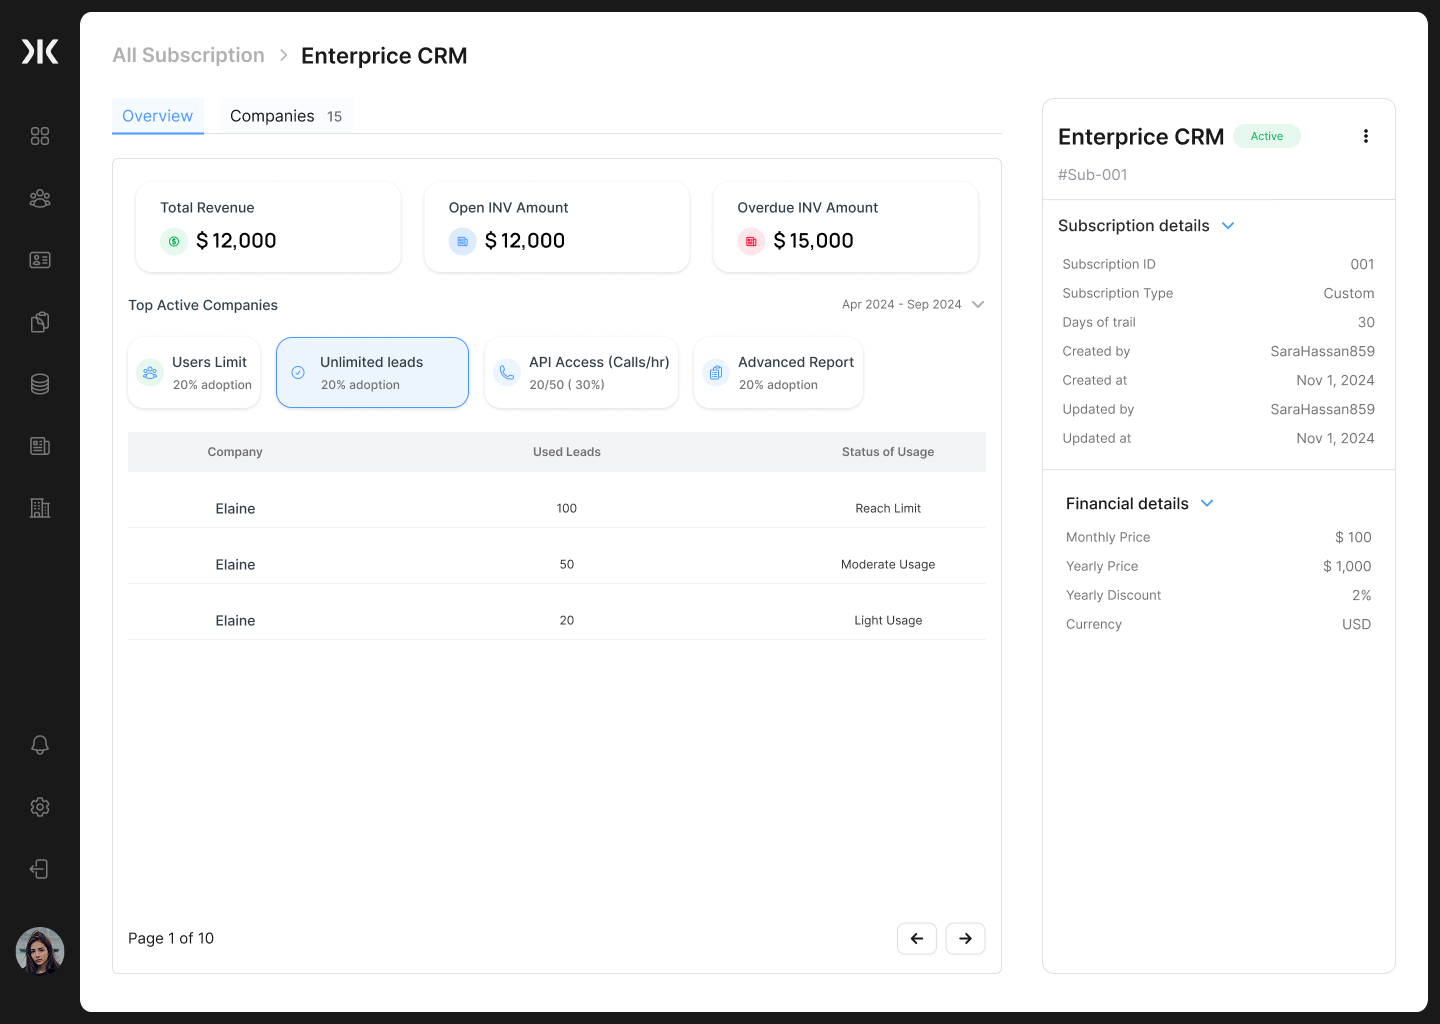 All Subscription > Enterprice CRM
Overview
Companies 15
Total Revenue
$ 12,000
Open INV Amount
$ 12,000
Overdue INV Amount
$ 15,000
Top Active Companies
Apr 2024 - Sep 2024
Users Limit
20% adoption
Unlimited leads
20% adoption
API Access (Calls/hr)
20/50 ( 30%)
Advanced Report
20% adoption
Company Used Leads Status of Usage
Elaine 100 Reach Limit
Elaine 50 Moderate Usage
Elaine 20 Light Usage
Page 1 of 10
Enterprice CRM Active
#Sub-001
Subscription details
Subscription ID 001
Subscription Type Custom
Days of trail 30
Created by SaraHassan859
Created at Nov 1, 2024
Updated by SaraHassan859
Updated at Nov 1, 2024
Financial details
Monthly Price $ 100
Yearly Price $ 1,000
Yearly Discount 2%
Currency USD